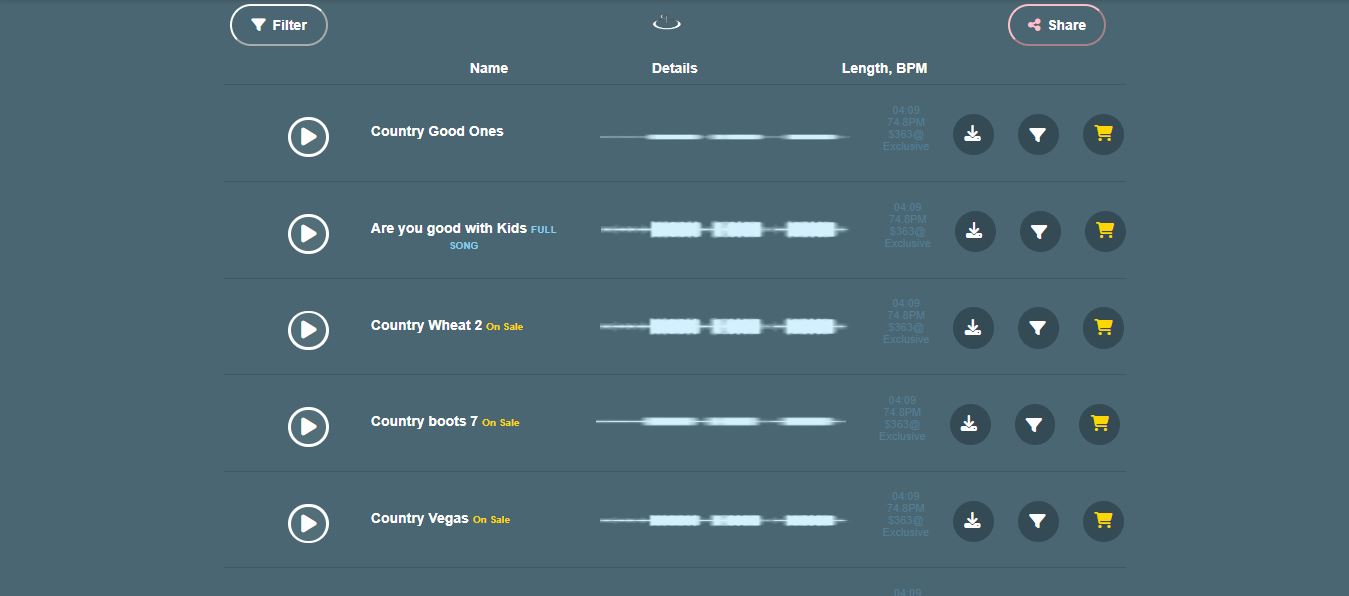 Filter
Share
Name Details Length, BPM
Country Good Ones
04:09
74.8PM
$363@
Exclusive
Are you good with Kids FULL
SONG
04:09
74.8PM
$363@
Exclusive
Country Wheat 2 On Sale
04:09
74.8PM
$363@
Exclusive
Country boots 7 On Sale
04:09
74.8PM
$363@
Exclusive
Country Vegas On Sale
04:09
74.8PM
$363@
Exclusive
04:09